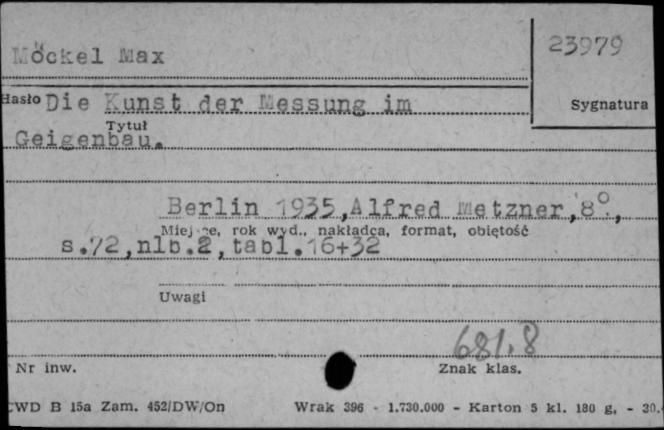 Möckel Max
23979
Hasło Die Kunst der Messung im
Sygnatura
Tytuł
Geigenbau.
Berlin 1935, Alfred Metzner, 8°.,
Miejsce, rok wyd., nakładca, format, objętość
s.72, nlb.2, tabl.16+32
Uwagi
681.8
Nr inw.
Znak klas.
CWD B 15a Zam. 452/DW/On Wrak 396 - 1.730.000 - Karton 5 kl. 180 g, - 30.